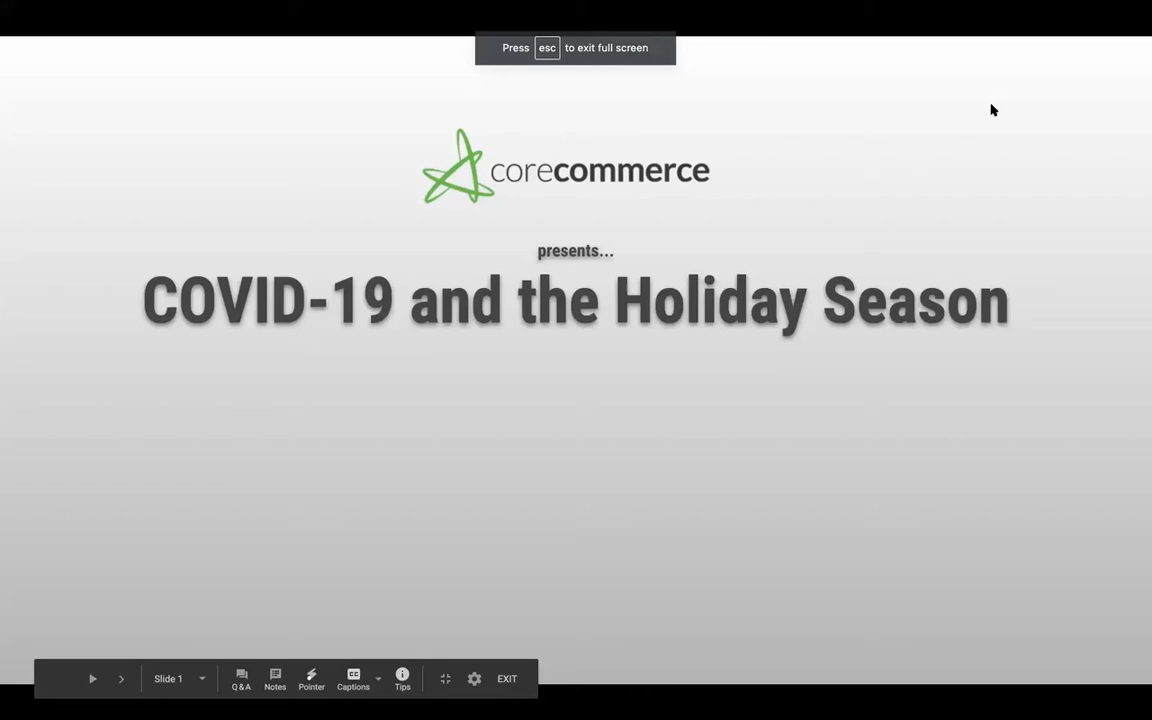 Press esc to exit full screen
corecommerce
presents...
COVID-19 and the Holiday Season
Slide 1
Q&A
Notes
Pointer
CC
Captions
Tips
EXIT